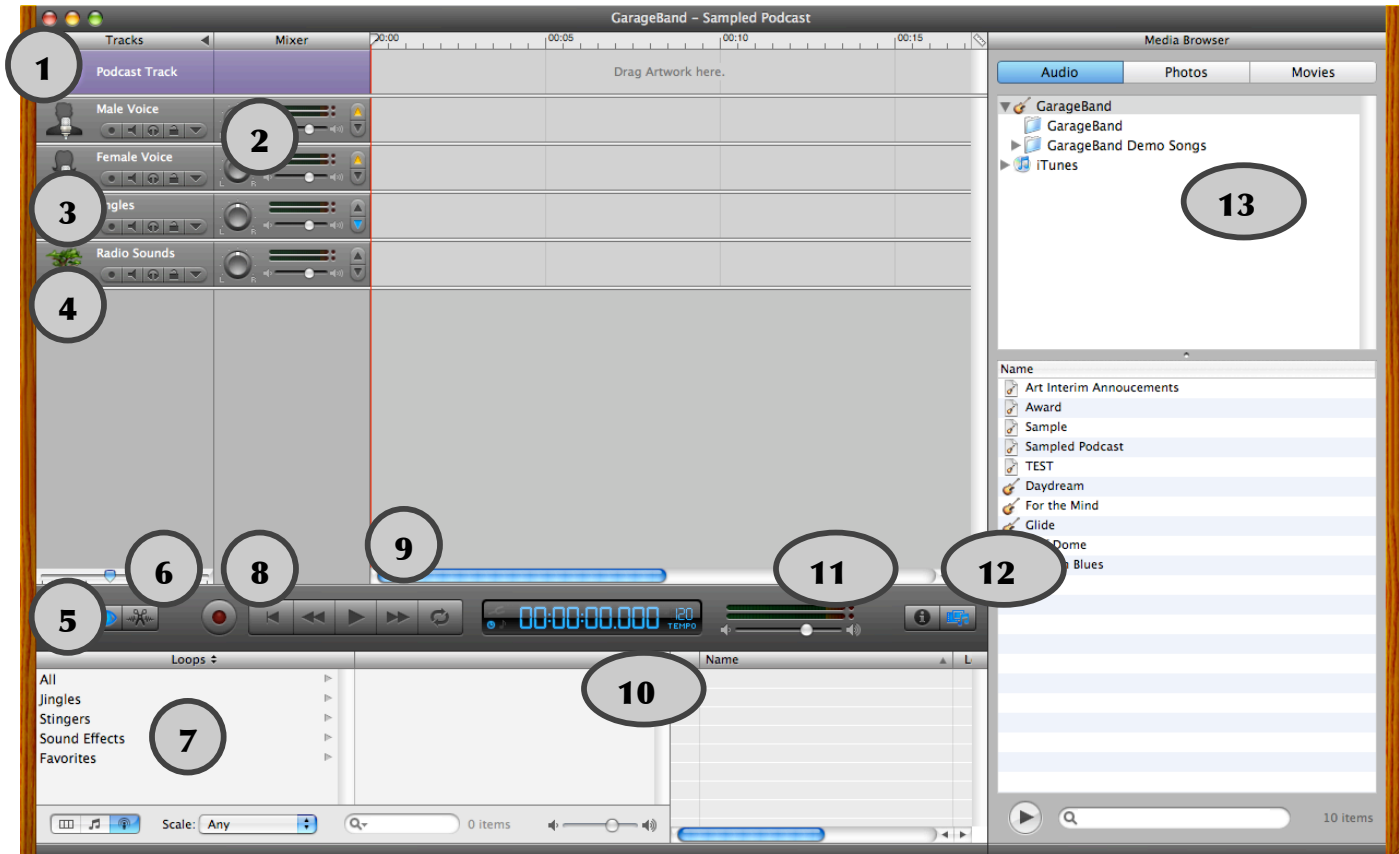 GarageBand – Sampled Podcast
Tracks
Mixer
00:00
00:05
00:10
00:15
Media Browser
1
Podcast Track
Drag Artwork here.
Audio
Photos
Movies
Male Voice
2
GarageBand
GarageBand
GarageBand Demo Songs
iTunes
Female Voice
L R
3
ngles
L R
13
Radio Sounds
L R
4
Name
Art Interim Annoucements
Award
Sample
Sampled Podcast
TEST
Daydream
For the Mind
Glide
Dome
Blues
5
6
8
9
11
12
00:00:00.000
120
TEMPO
Loops
Name
L
All
Jingles
Stingers
Sound Effects
Favorites
7
10
Scale: Any
0 items
10 items